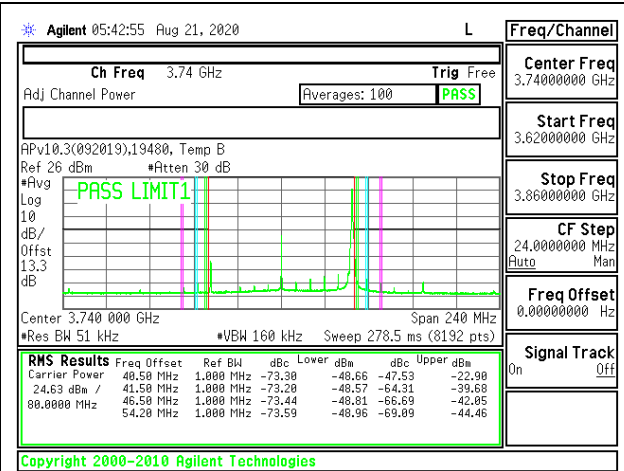 Agilent 05:42:55 Aug 21, 2020 L
Freq/Channel
Ch Freq 3.74 GHz Trig Free
Adj Channel Power Averages: 100 PASS
APv10.3(092019),19480, Temp B
Ref 26 dBm #Atten 30 dB
#Avg
Log
10
dB/
Offst
13.3
dB
PASS LIMIT1
Center 3.740 000 GHz Span 240 MHz
#Res BW 51 kHz #VBW 160 kHz Sweep 278.5 ms (8192 pts)
RMS Results Freq Offset Ref BW dBc Lower dBm dBc Upper dBm
Carrier Power 40.50 MHz 1.000 MHz -73.30 -48.66 -47.53 -22.90
24.63 dBm / 41.50 MHz 1.000 MHz -73.20 -48.57 -64.31 -39.68
80.0000 MHz 46.50 MHz 1.000 MHz -73.44 -48.81 -66.69 -42.05
54.20 MHz 1.000 MHz -73.59 -48.96 -69.09 -44.46
Copyright 2000-2010 Agilent Technologies
Center Freq
3.74000000 GHz
Start Freq
3.62000000 GHz
Stop Freq
3.86000000 GHz
CF Step
24.0000000 MHz
Auto Man
Freq Offset
0.00000000 Hz
Signal Track
On Off